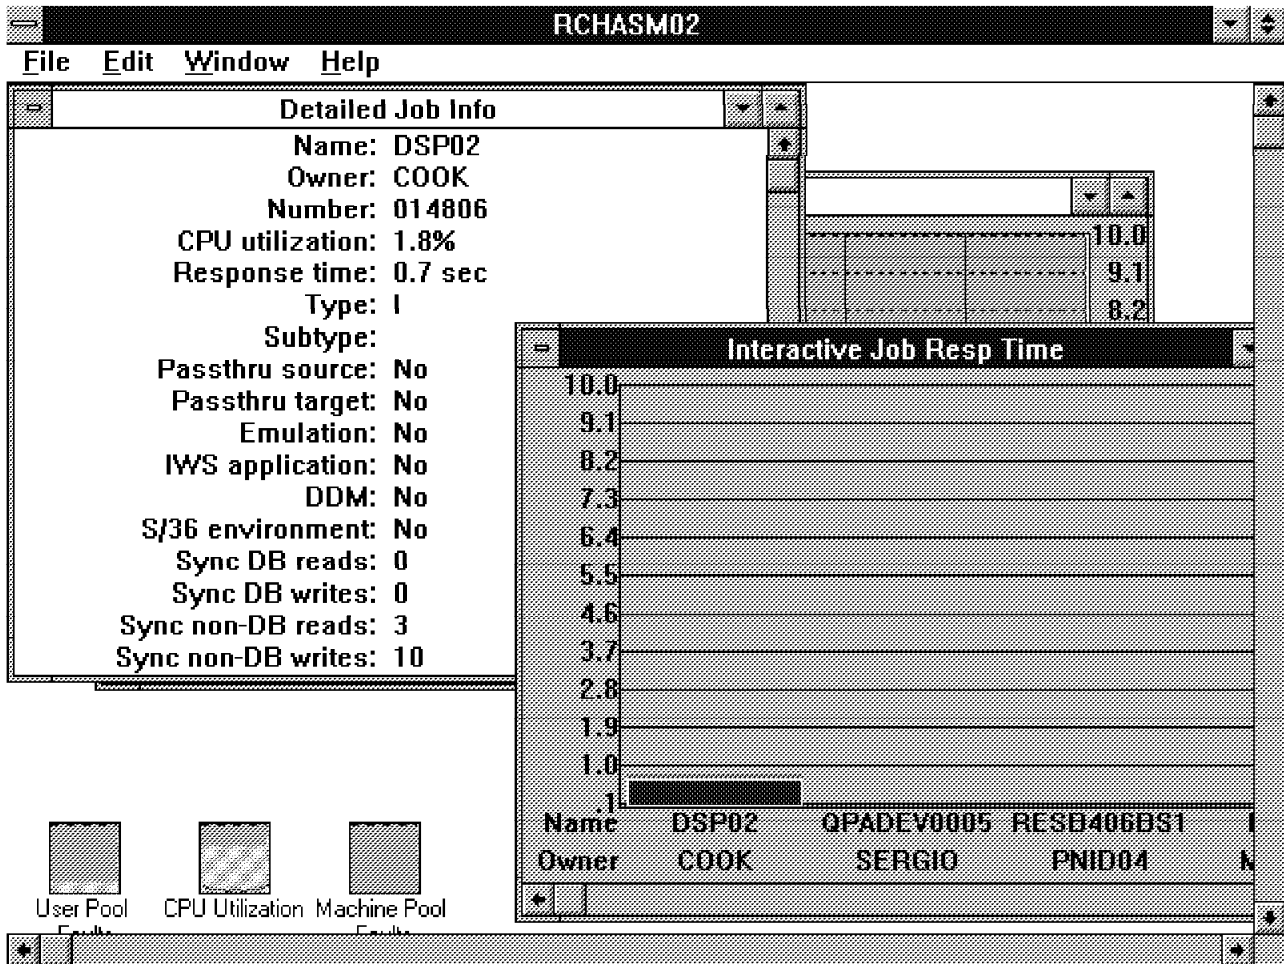 RCHASM02
File Edit Window Help
Detailed Job Info
Name: DSP02
Owner: COOK
Number: 014806
CPU utilization: 1.8%
Response time: 0.7 sec
Type: I
Subtype:
Passthru source: No
Passthru target: No
Emulation: No
IWS application: No
DDM: No
S/36 environment: No
Sync DB reads: 0
Sync DB writes: 0
Sync non-DB reads: 3
Sync non-DB writes: 10
10.0
9.1
8.2
Interactive Job Resp Time
10.0
9.1
8.2
7.3
6.4
5.5
4.6
3.7
2.8
1.9
1.0
.1
Name DSP02 QPADEV0005 RESB406BS1
Owner COOK SERGIO PNID04
User Pool CPU Utilization Machine Pool
Faults Faults